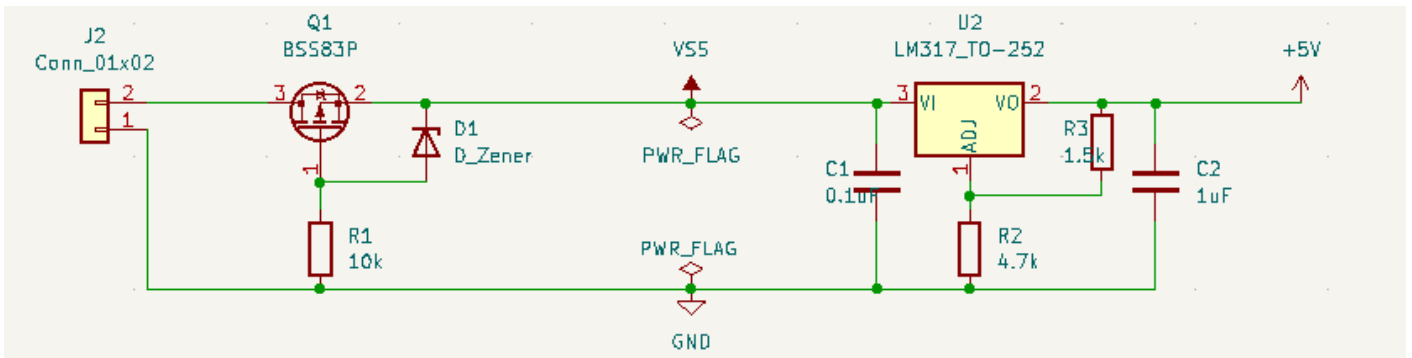 J2
Conn_01x02
2
1
Q1
BSS83P
3
2
1
D1
D_Zener
R1
10k
VSS
PWR_FLAG
PWR_FLAG
GND
C1
0.1uF
U2
LM317_TO-252
3
VI
VO
2
ADJ
1
R3
1.5k
R2
4.7k
C2
1uF
+5V